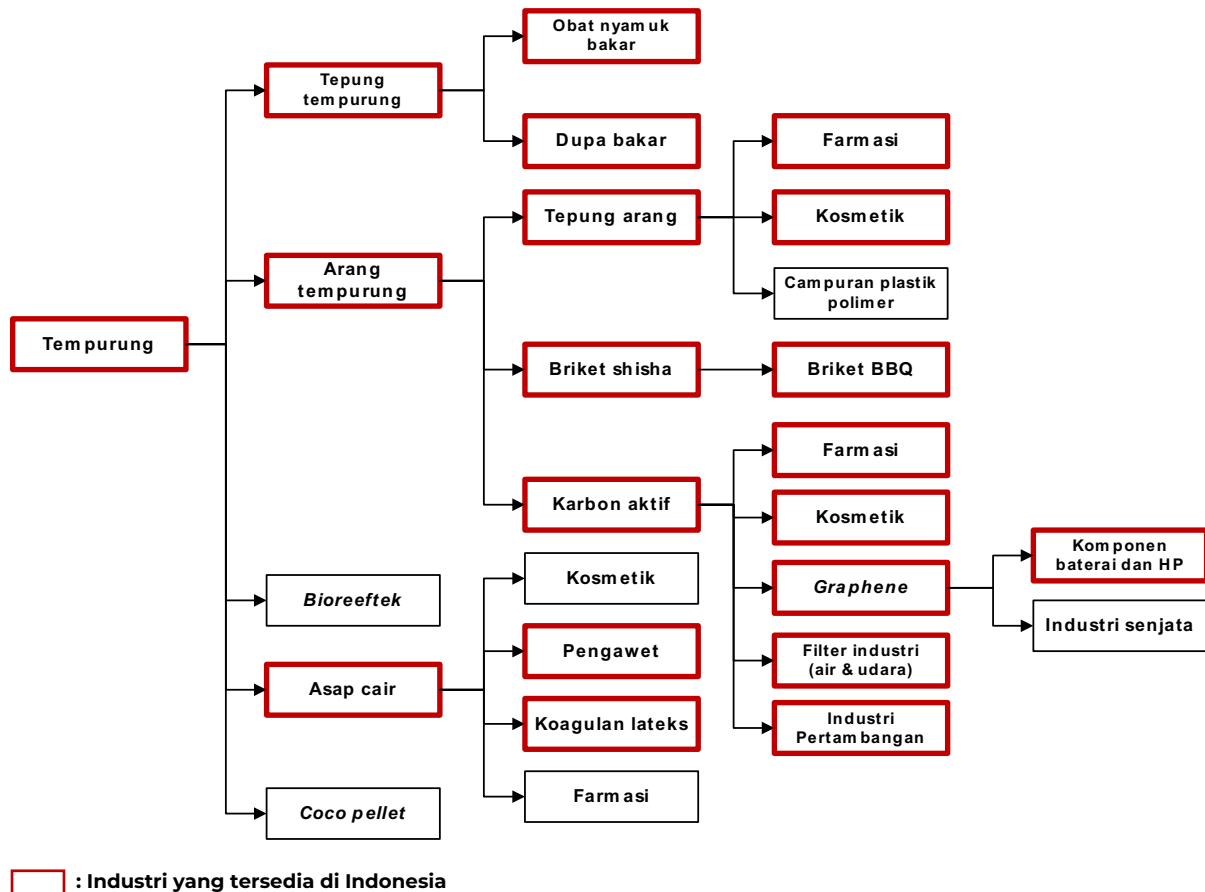 Obat nyamuk
bakar
Tepung
tempurung
Dupa bakar
Farmasi
Tepung arang
Kosmetik
Arang
tempurung
Campuran plastik
polimer
Tempurung
Briket shisha
Briket BBQ
Farmasi
Karbon aktif
Kosmetik
Komponen
baterai dan HP
Kosmetik
Graphene
Bioreeftek
Industri senjata
Pengawet
Filter industri
(air & udara)
Asap cair
Koagulan lateks
Industri
Pertambangan
Farmasi
Coco pellet
: Industri yang tersedia di Indonesia